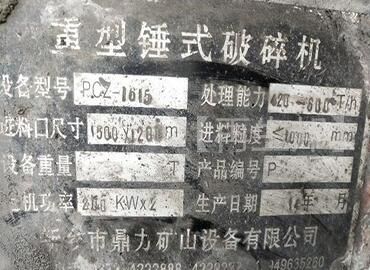 重型锤式破碎机
设备型号 PCZ-1615 处理能力 420-600 T/h
进料口尺寸 1600X1200 m 进料粒度 ≤1000 mm
设备重量 T 产品编号 P
机功率 KW×2 生产日期 年 月
市鼎力矿山设备有限公司